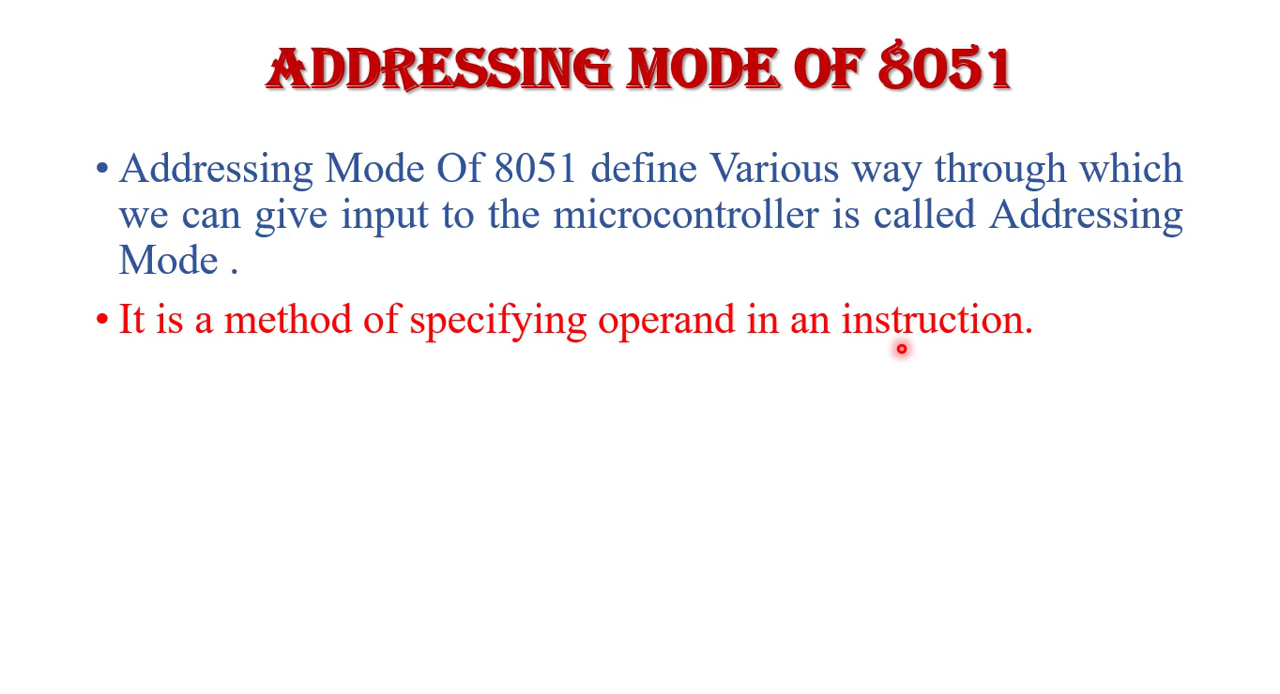 ADDRESSING MODE OF 8051
• Addressing Mode Of 8051 define Various way through which
we can give input to the microcontroller is called Addressing
Mode .
• It is a method of specifying operand in an instruction.